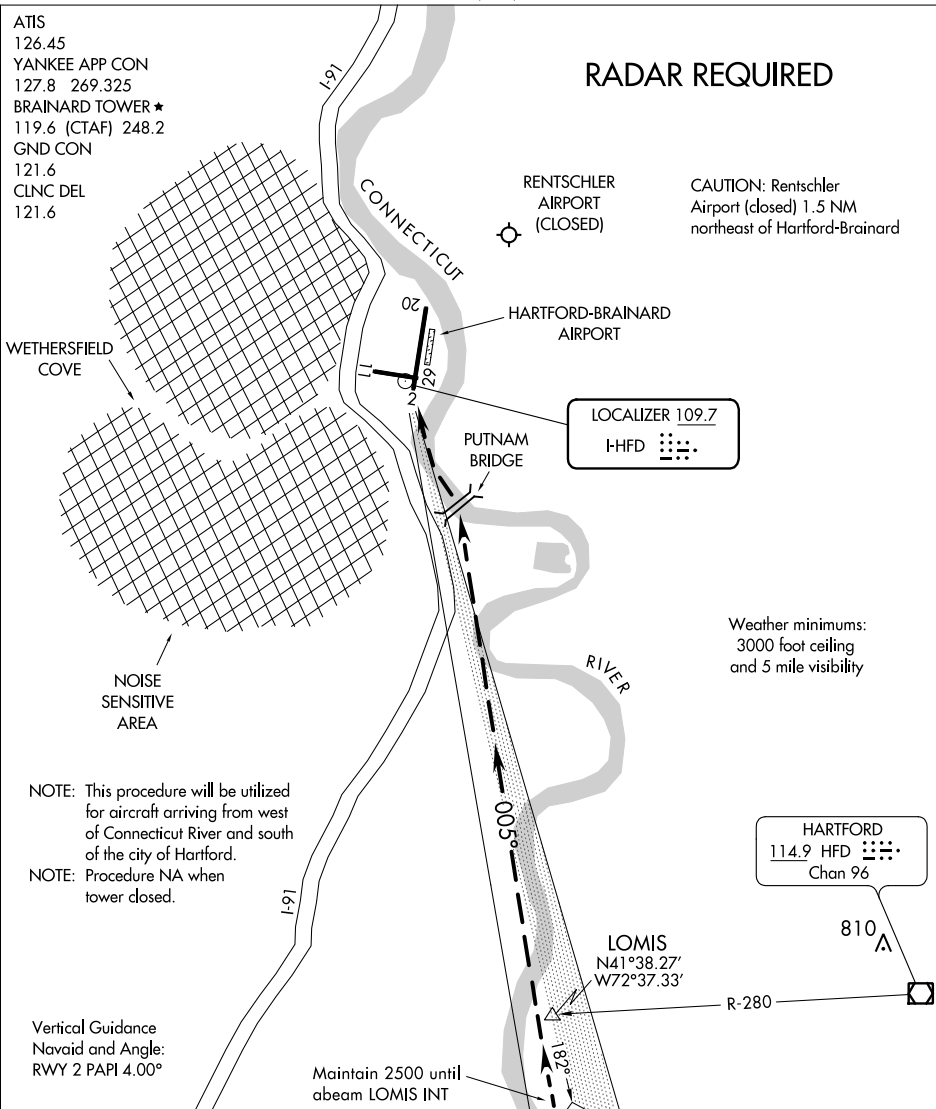 ATIS
126.45
YANKEE APP CON
127.8 269.325
BRAINARD TOWER ★
119.6 (CTAF) 248.2
GND CON
121.6
CLNC DEL
121.6
I-91
RADAR REQUIRED
CONNECTICUT
RENTSCHLER
AIRPORT
(CLOSED)
CAUTION: Rentschler
Airport (closed) 1.5 NM
northeast of Hartford-Brainard
20
HARTFORD-BRAINARD
AIRPORT
WETHERSFIELD
COVE
11
29
2
LOCALIZER 109.7
I-HFD
PUTNAM
BRIDGE
Weather minimums:
3000 foot ceiling
and 5 mile visibility
RIVER
NOISE
SENSITIVE
AREA
NOTE: This procedure will be utilized
for aircraft arriving from west
of Connecticut River and south
of the city of Hartford.
NOTE: Procedure NA when
tower closed.
005°
I-91
HARTFORD
114.9 HFD
Chan 96
810
LOMIS
N41°38.27'
W72°37.33'
R-280
182°
Vertical Guidance
Navaid and Angle:
RWY 2 PAPI 4.00°
Maintain 2500 until
abeam LOMIS INT